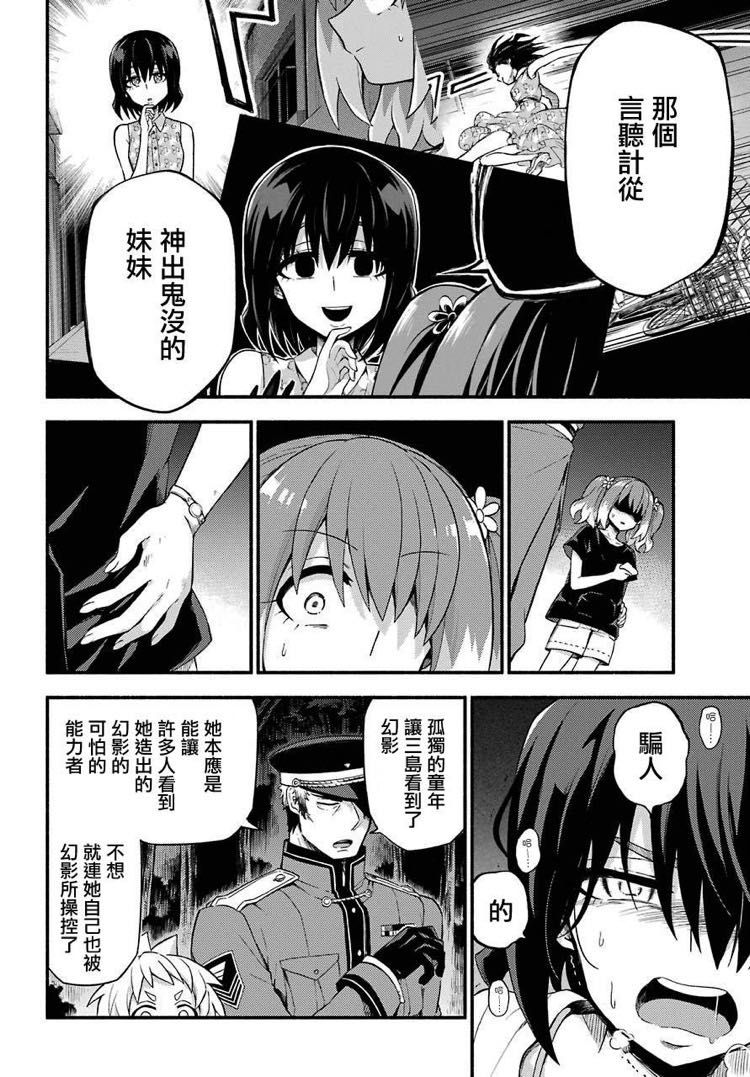 那個
言聽計從
神出鬼沒的
妹妹
騙人
的
孤獨的童年
讓三島看到了
幻影
她本應是
能讓
許多人看到
她造出的
幻影的
可怕的
能力者
不想
就連她自己也被
幻影所操控了